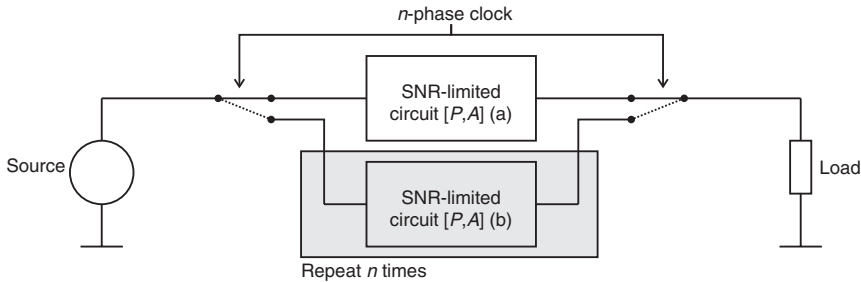 n-phase clock
SNR-limited
circuit [P,A] (a)
Source
Load
SNR-limited
circuit [P,A] (b)
Repeat n times